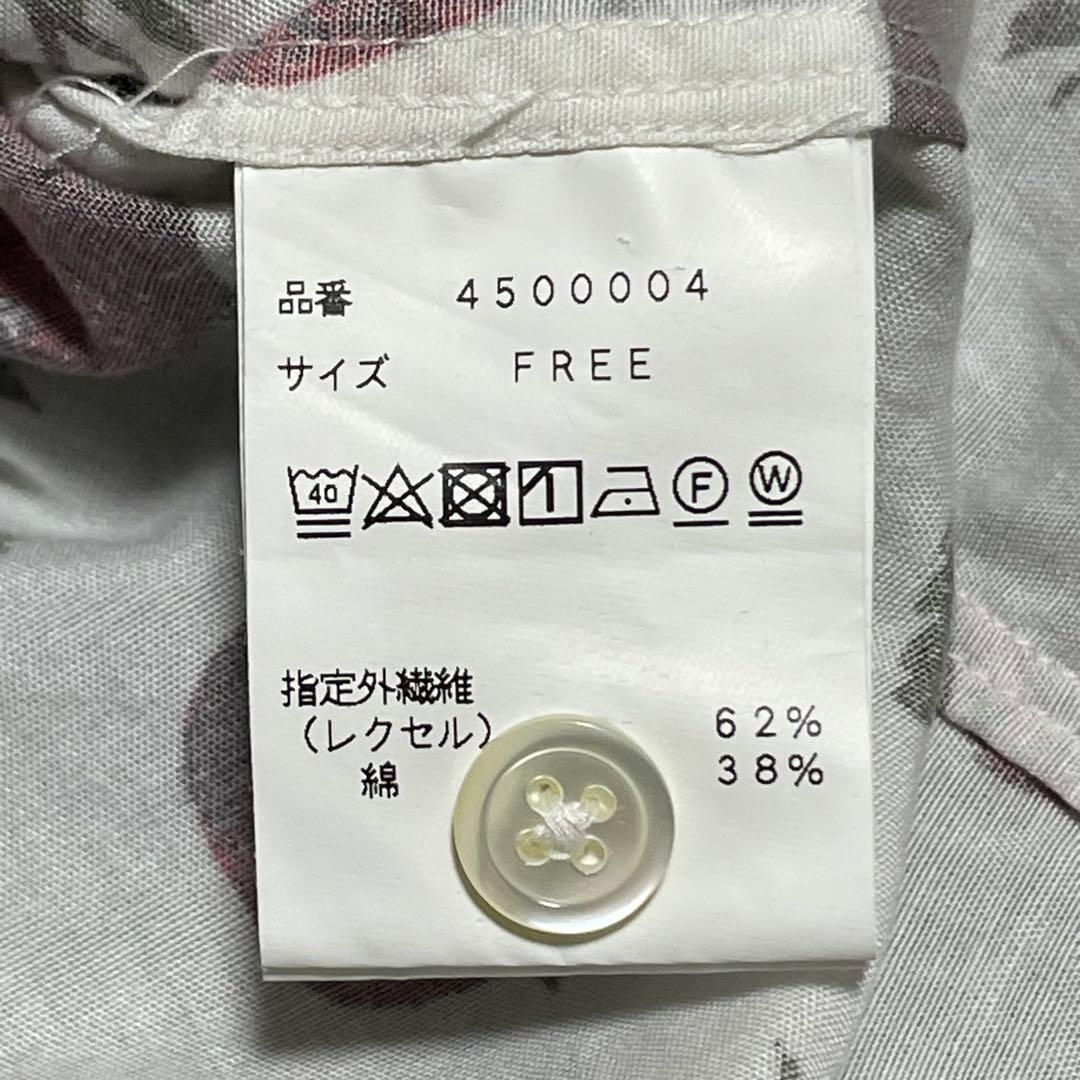 品番 4500004
サイズ FREE
40 F W
指定外繊維
(レクセル) 62%
綿 38%